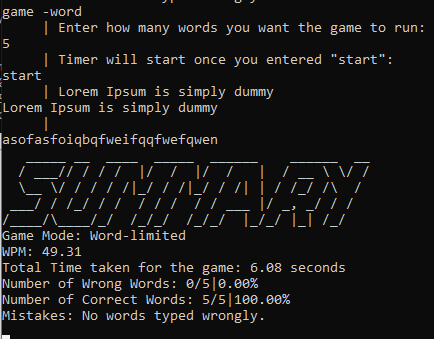 game -word
| Enter how many words you want the game to run:
5
| Timer will start once you entered "start":
start
| Lorem Ipsum is simply dummy
Lorem Ipsum is simply dummy
|
asofasfoiqbqfweifqqfwefqwen
SUMMARY
Game Mode: Word-limited
WPM: 49.31
Total Time taken for the game: 6.08 seconds
Number of Wrong Words: 0/5|0.00%
Number of Correct Words: 5/5|100.00%
Mistakes: No words typed wrongly.